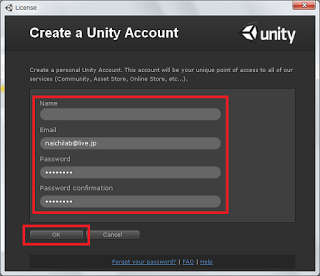 License
Create a Unity Account
unity
Create a personal Unity Account. This account will be your unique point of access to all of our
services (Community, Asset Store, Online Store, etc...).
Name
Email
naichilab@live.jp
Password
••••••••
Password confirmation
••••••••
OK
Cancel
Forgot your password? | FAQ | Help